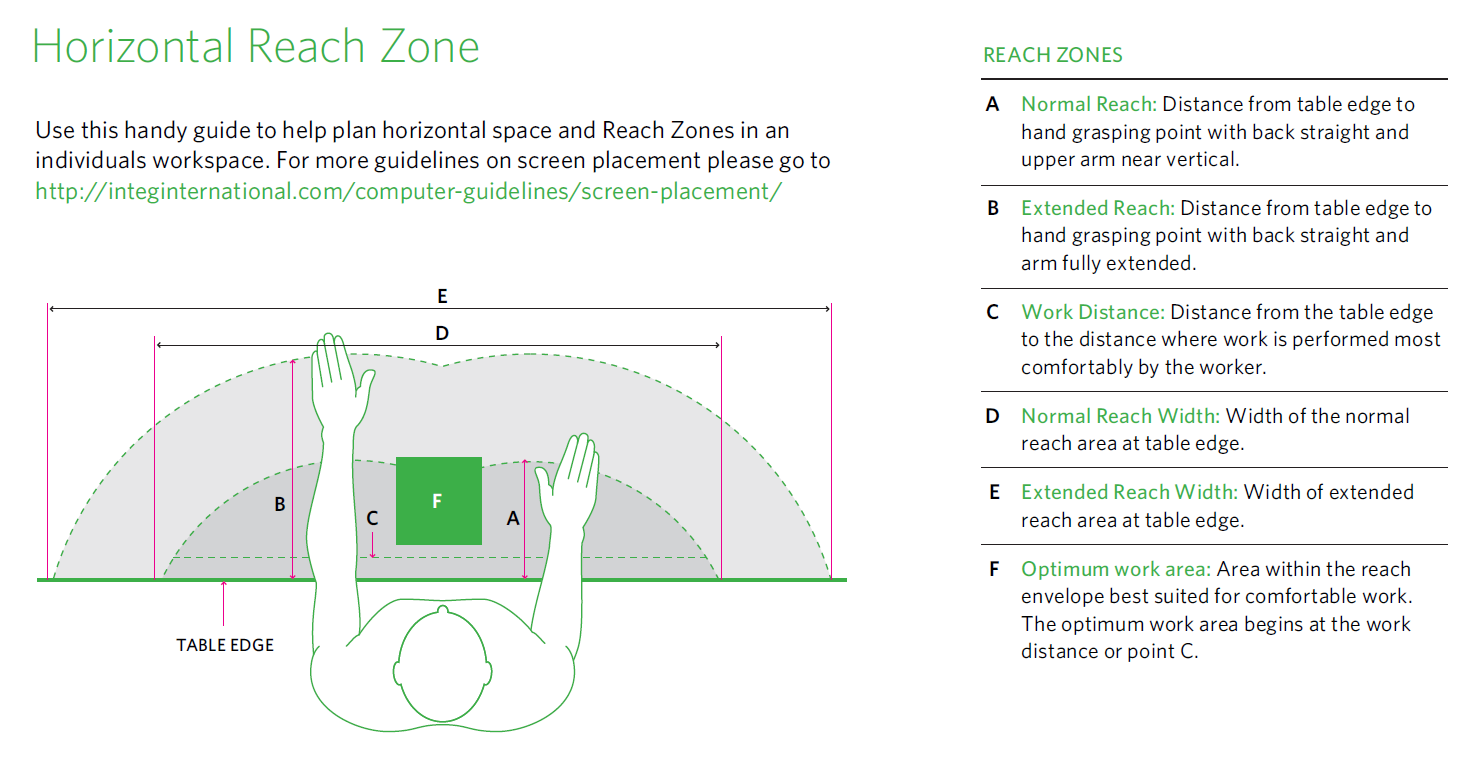 Horizontal Reach Zone
Use this handy guide to help plan horizontal space and Reach Zones in an
individuals workspace. For more guidelines on screen placement please go to
http://integinternational.com/computer-guidelines/screen-placement/
E
D
B
C
F
A
TABLE EDGE
REACH ZONES
A Normal Reach: Distance from table edge to
hand grasping point with back straight and
upper arm near vertical.
B Extended Reach: Distance from table edge to
hand grasping point with back straight and
arm fully extended.
C Work Distance: Distance from the table edge
to the distance where work is performed most
comfortably by the worker.
D Normal Reach Width: Width of the normal
reach area at table edge.
E Extended Reach Width: Width of extended
reach area at table edge.
F Optimum work area: Area within the reach
envelope best suited for comfortable work.
The optimum work area begins at the work
distance or point C.